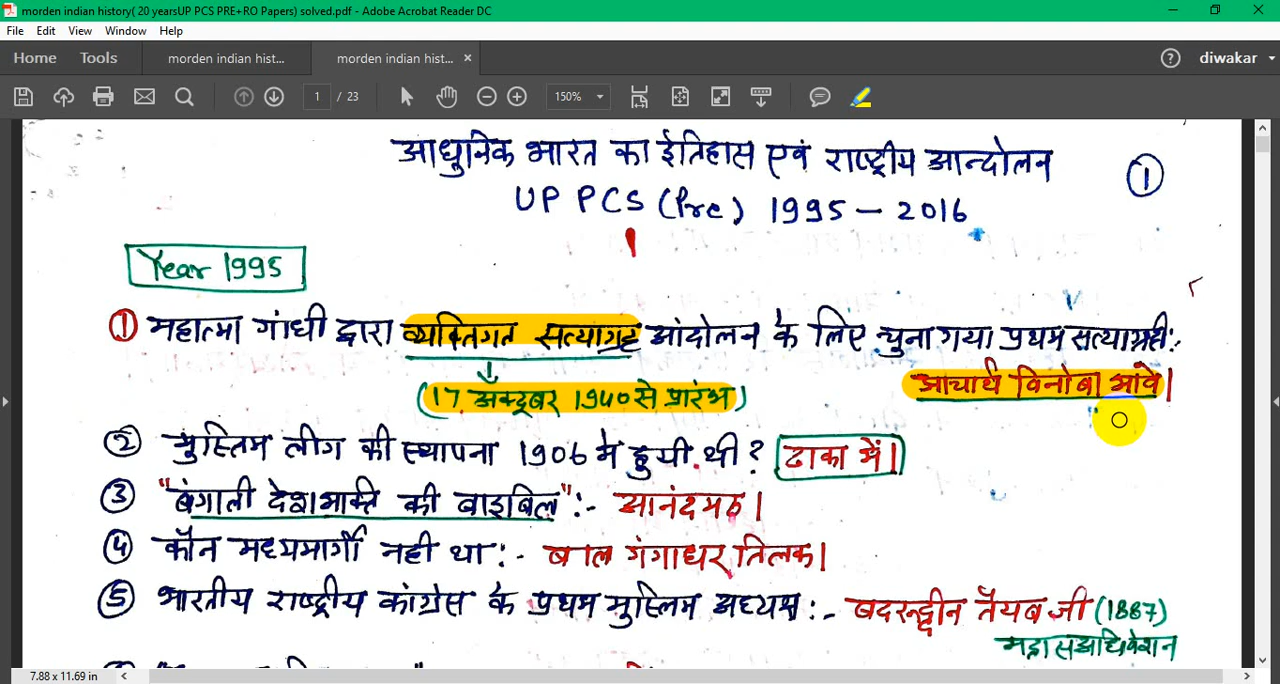 morden indian history( 20 yearsUP PCS PRE+RO Papers) solved.pdf - Adobe Acrobat Reader DC
File Edit View Window Help
Home Tools morden indian hist... morden indian hist... × ? diwakar
1 / 23 150%
आधुनिक भारत का ईतिहास एवं राष्ट्रीय आन्दोलन
1
UP PCS (Pre) 1995 – 2016
Year 1995
1 महात्मा गांधी द्वारा व्यक्तिगत सत्याग्रह आंदोलन के लिए चुना गया प्रथम सत्याग्रही:-
आचार्य विनोबा भावे।
(17 अक्टूबर 1940 से प्रारंभ)
2 मुस्लिम लीग की स्थापना 1906 मे हुयी थी? ढाका में।
3 "बंगाली देशभक्ति की बाइबिल":- आनंदमठ।
4 कौन मध्यमार्गी नही था:- बाल गंगाधर तिलक।
5 भारतीय राष्ट्रीय कांग्रेस के प्रथम मुस्लिम अध्यक्ष:- बदरुद्दीन तैयब जी (1887)
7.88 x 11.69 in